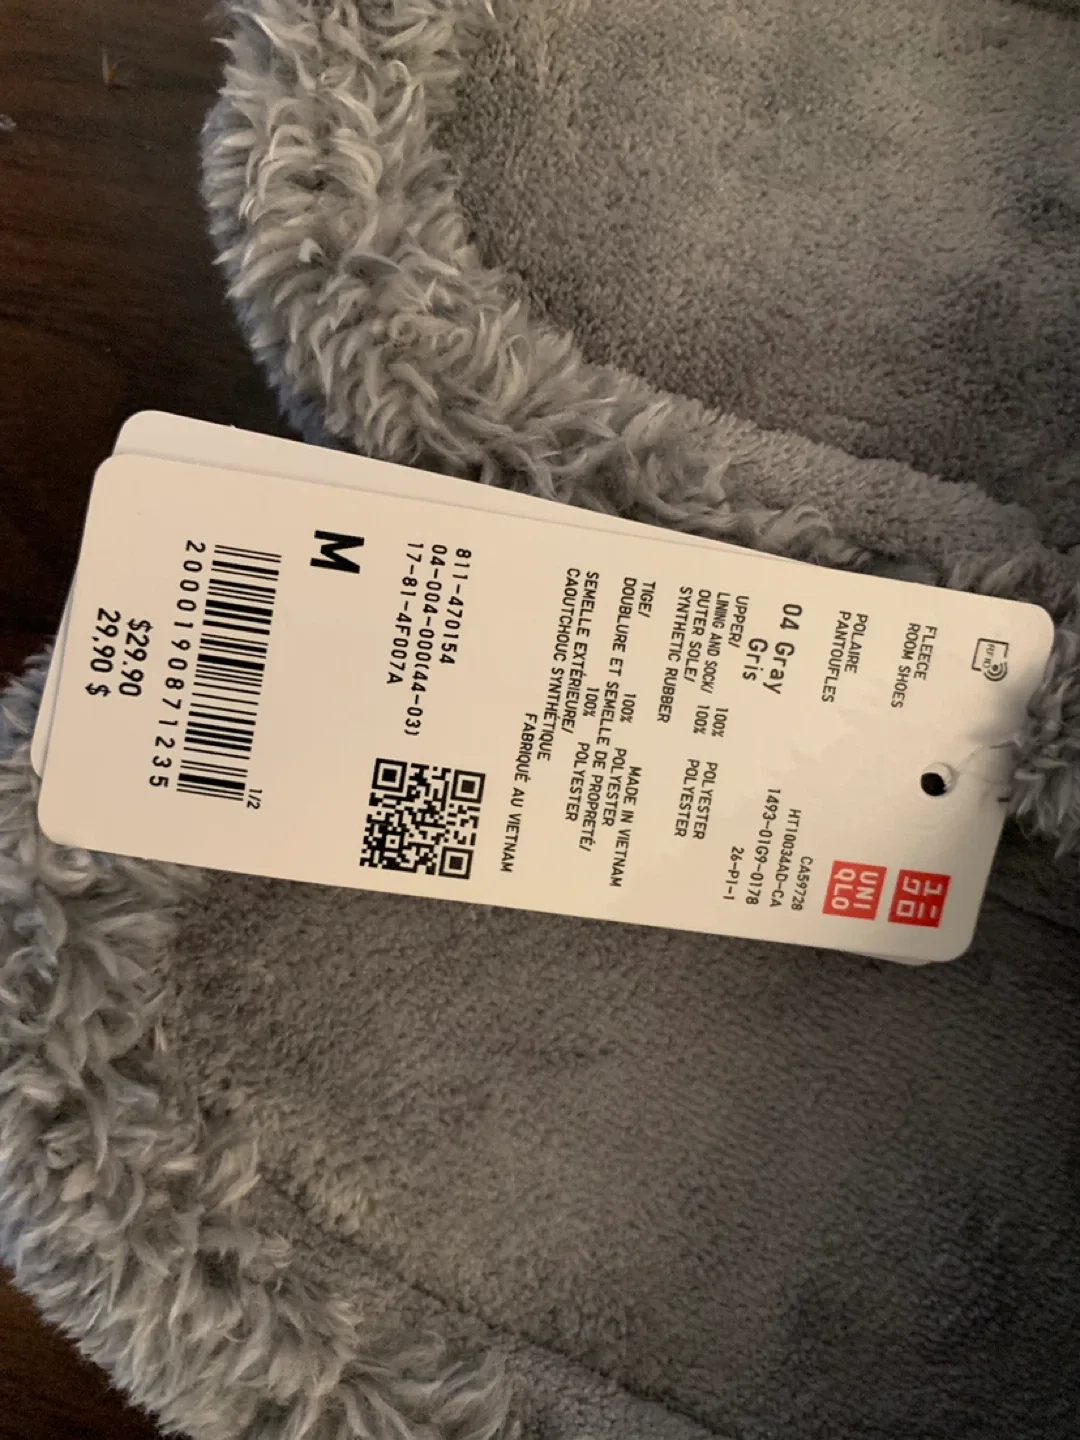 ユニ
クロ
UNI
QLO
FLEECE
ROOM SHOES
POLAIRE
PANTOUFLES
CA59728
HT10034AD-CA
1493-01G9-0178
26-P1-1
04 Gray
Gris
UPPER/ 100% POLYESTER
LINING AND SOCK/ 100% POLYESTER
OUTER SOLE/
SYNTHETIC RUBBER
MADE IN VIETNAM
TIGE/ 100% POLYESTER
DOUBLURE ET SEMELLE DE PROPRETÉ/
100% POLYESTER
SEMELLE EXTÉRIEURE/
CAOUTCHOUC SYNTHÉTIQUE
FABRIQUÉ AU VIETNAM
811-470154
04-004-000(44-03)
17-81-4F007A
M
1/2
2000190871235
$29.90
29,90 $